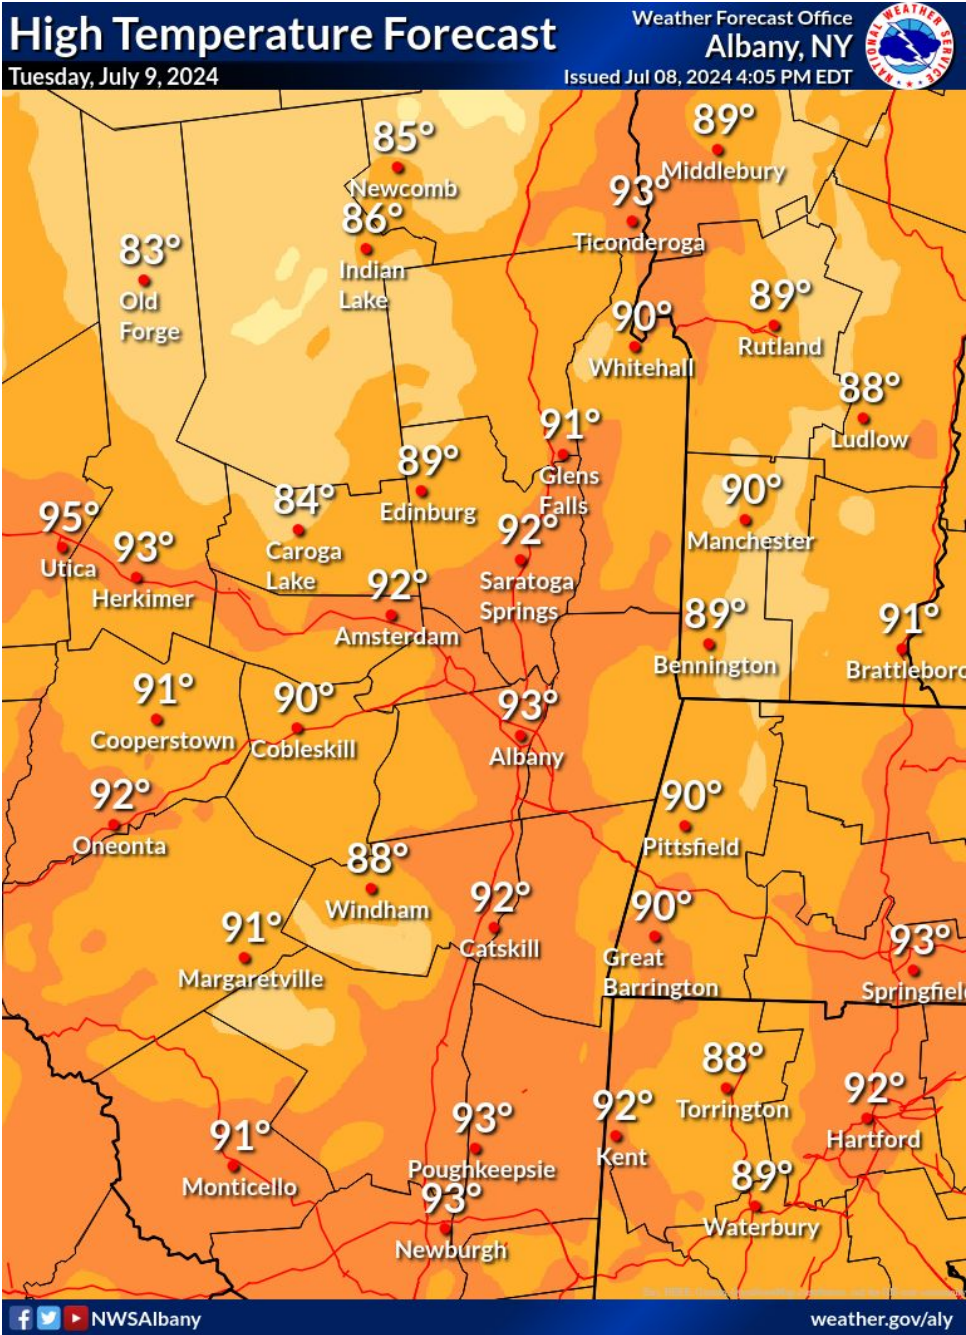 High Temperature Forecast
Tuesday, July 9, 2024
Weather Forecast Office
Albany, NY
Issued Jul 08, 2024 4:05 PM EDT
NATIONAL WEATHER SERVICE
89°
Middlebury
85°
Newcomb
93°
Ticonderoga
86°
Indian
Lake
83°
Old
Forge
89°
Rutland
90°
Whitehall
88°
Ludlow
91°
Glens
Falls
89°
Edinburg
90°
Manchester
84°
Caroga
Lake
95°
Utica
93°
Herkimer
92°
Saratoga
Springs
92°
Amsterdam
89°
Bennington
91°
Brattleboro
91°
Cooperstown
90°
Cobleskill
93°
Albany
92°
Oneonta
90°
Pittsfield
88°
Windham
92°
Catskill
90°
Great
Barrington
91°
Margaretville
93°
Springfield
88°
Torrington
92°
Hartford
93°
Poughkeepsie
92°
Kent
91°
Monticello
89°
Waterbury
93°
Newburgh
NWSAlbany
weather.gov/aly